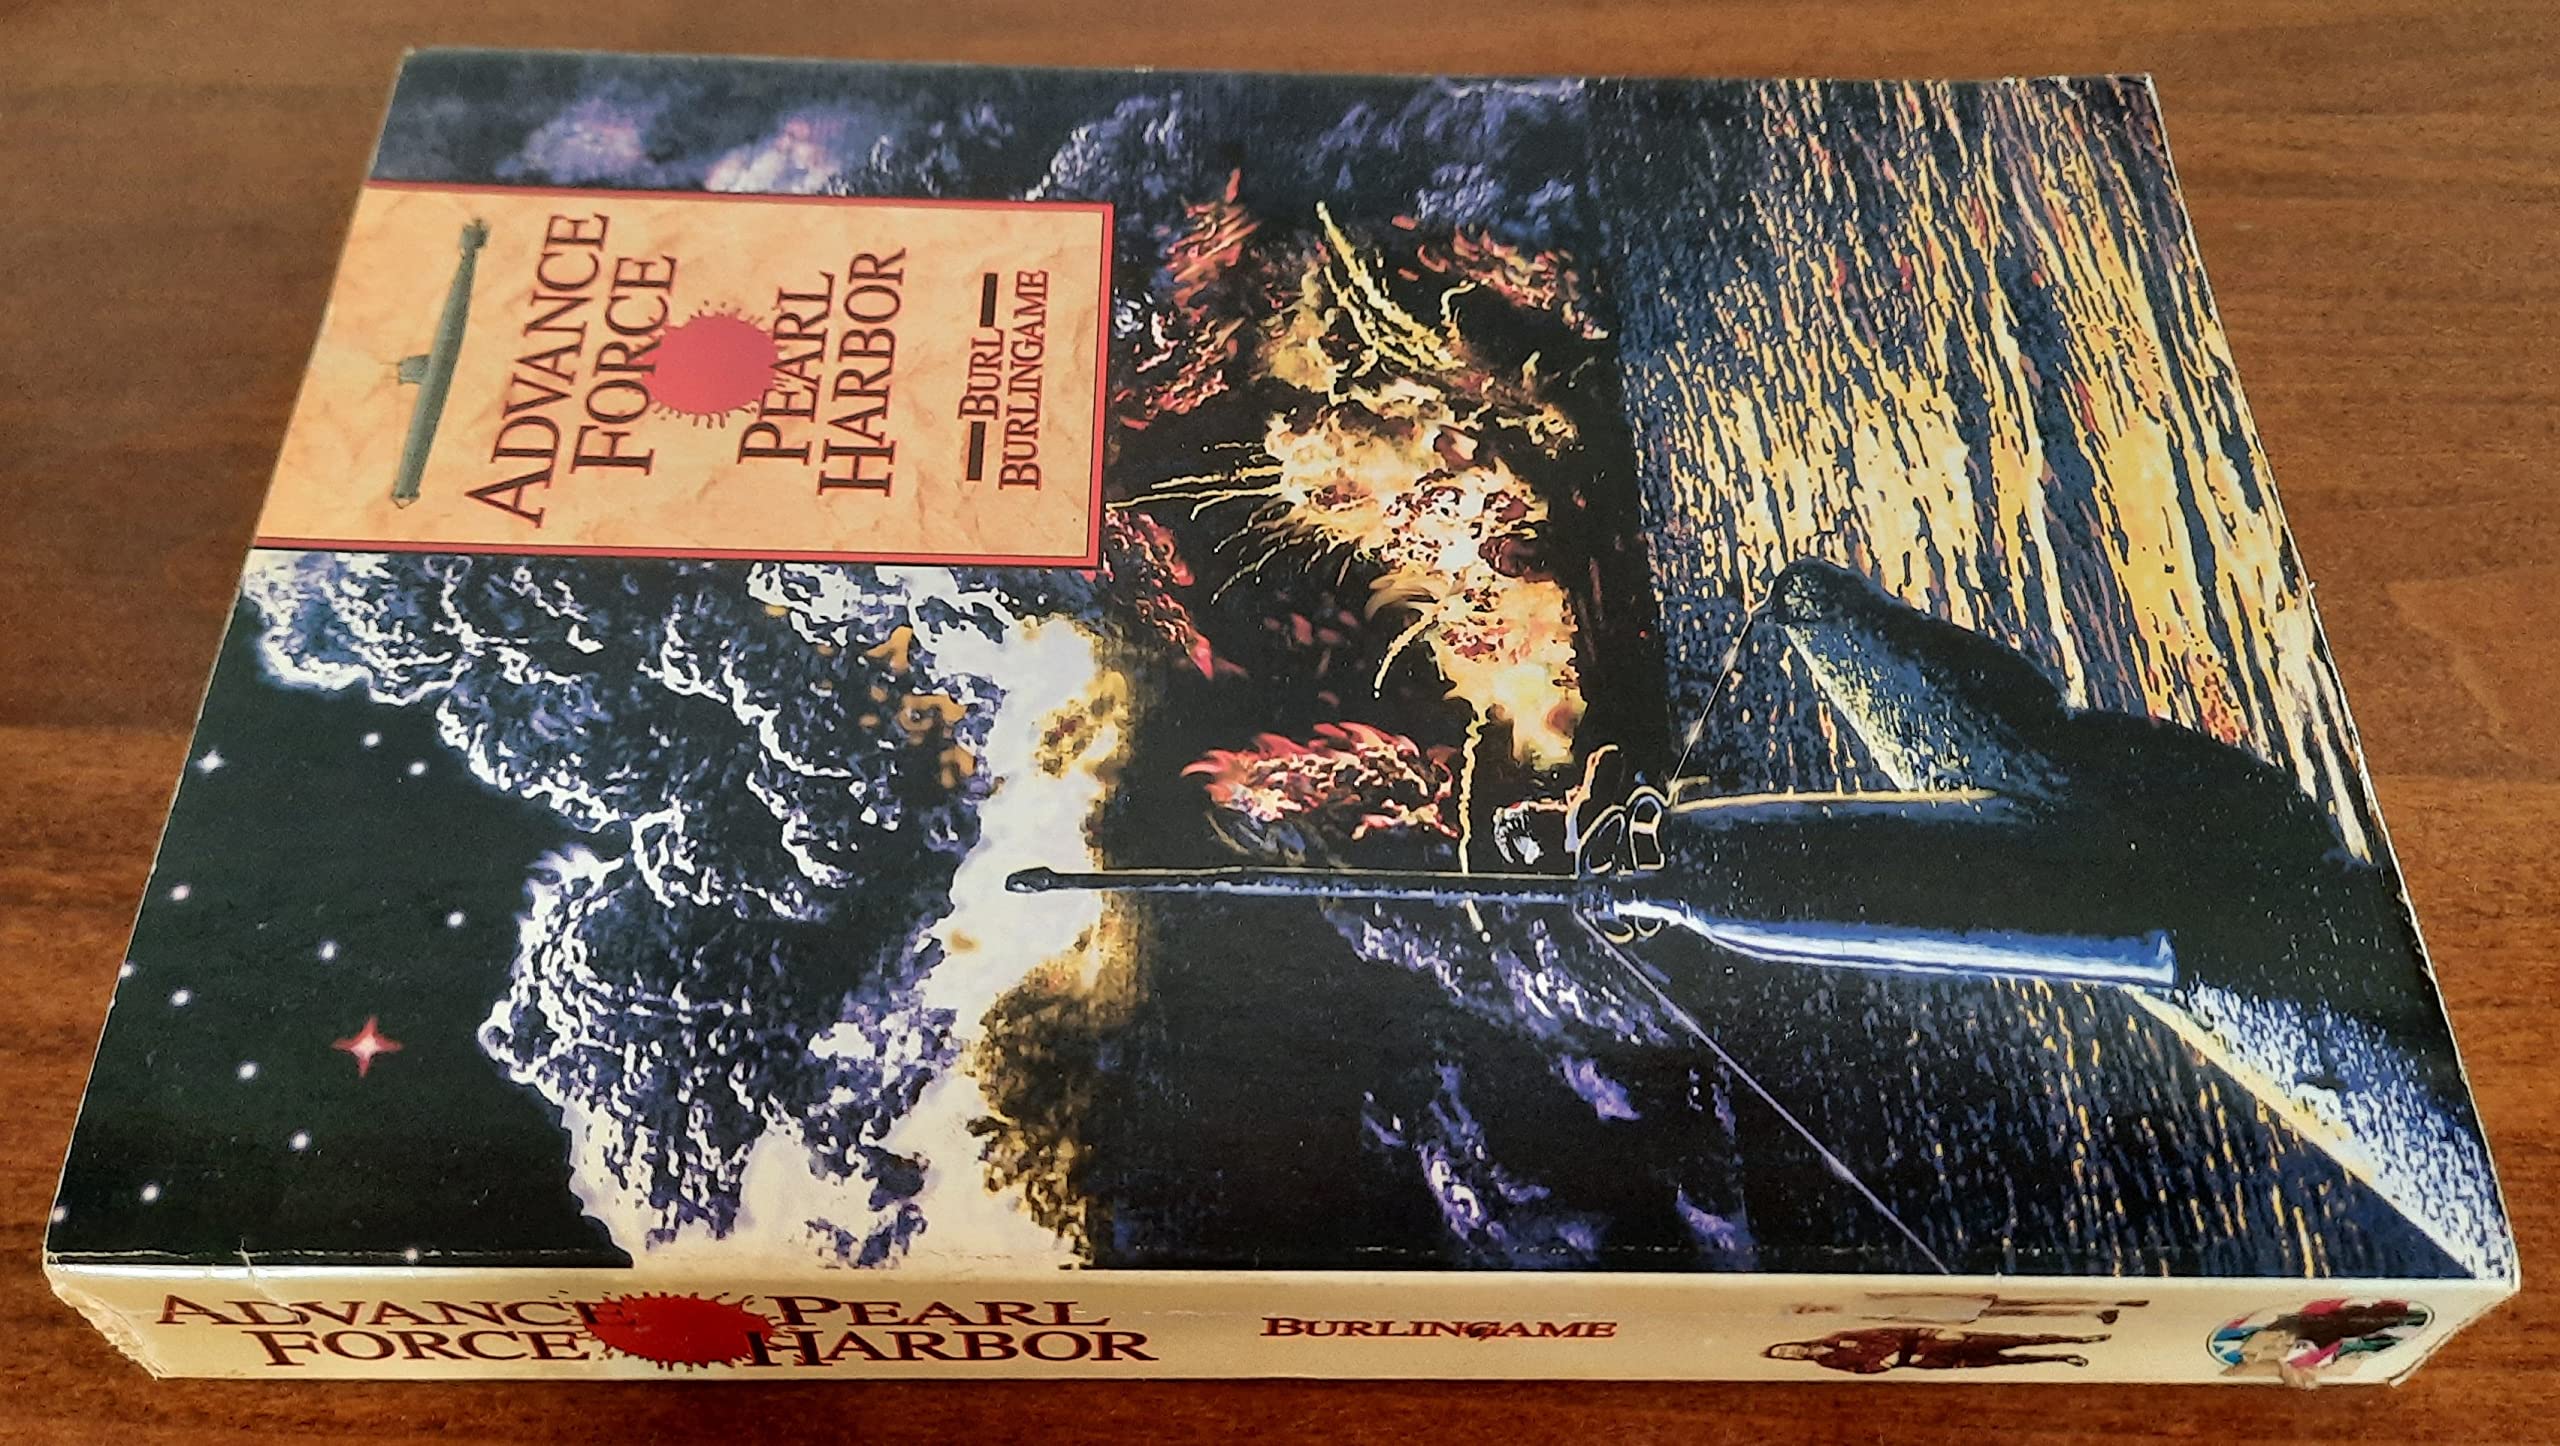 ADVANCE
FORCE
PEARL
HARBOR
BURL
BURLINGAME
ADVANCE PEARL
FORCE HARBOR
BURLINGAME